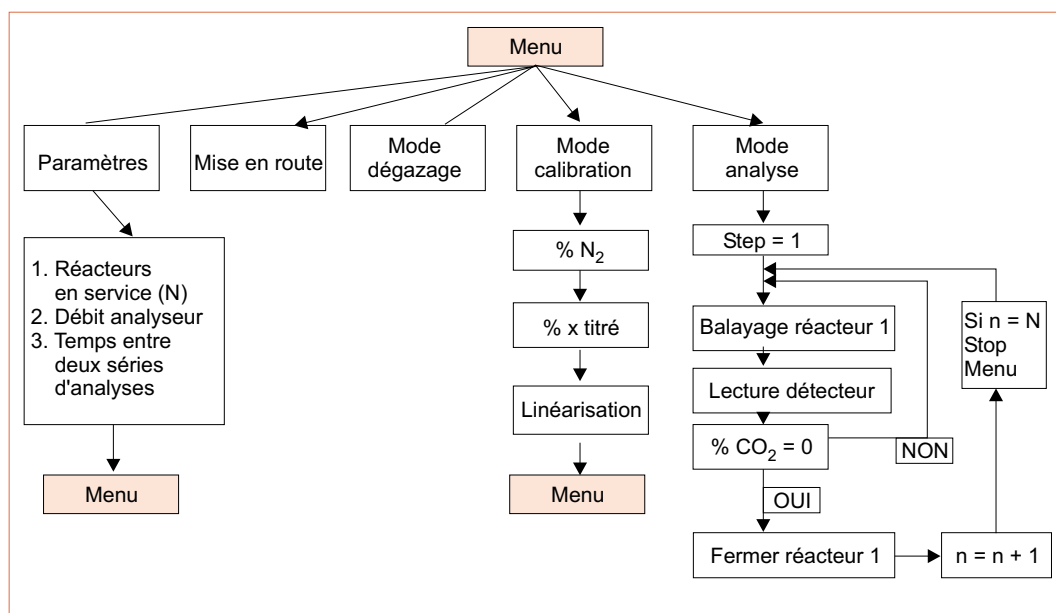 Menu
Paramètres
Mise en route
Mode
dégazage
Mode
calibration
Mode
analyse
1. Réacteurs
en service (N)
2. Débit analyseur
3. Temps entre
deux séries
d'analyses
Menu
% N₂
% x titré
Linéarisation
Menu
Step = 1
Balayage réacteur 1
Lecture détecteur
% CO₂ = 0
NON
OUI
Fermer réacteur 1
n = n + 1
Si n = N
Stop
Menu